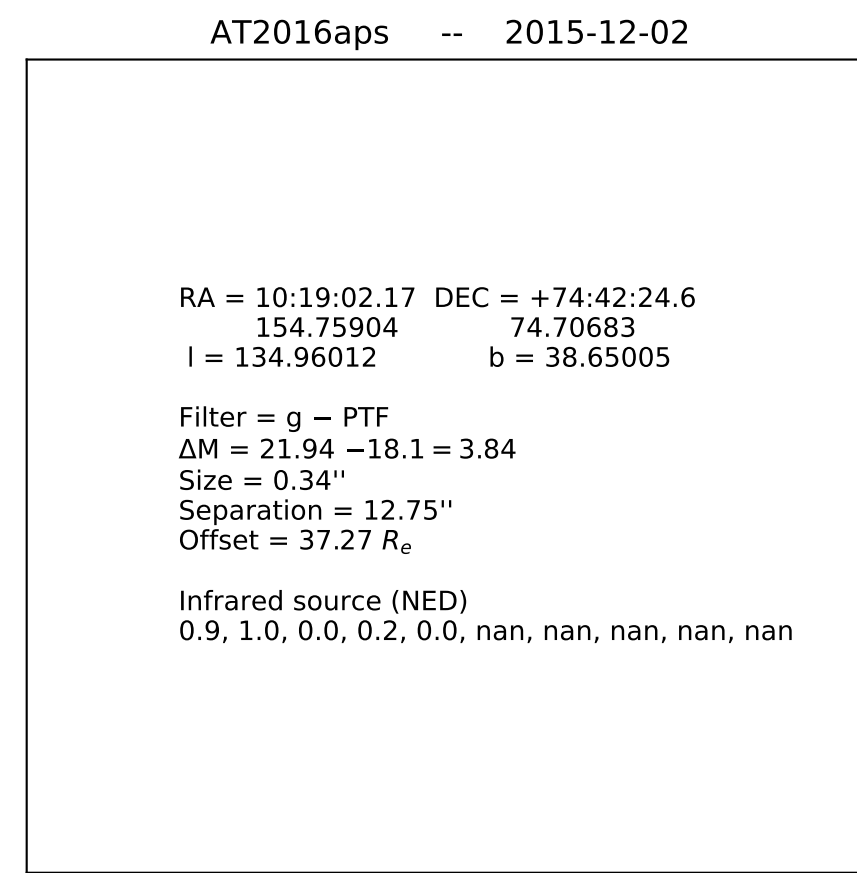 AT2016aps -- 2015-12-02
RA = 10:19:02.17 DEC = +74:42:24.6
154.75904 74.70683
l = 134.96012 b = 38.65005
Filter = g − PTF
ΔM = 21.94 −18.1 = 3.84
Size = 0.34''
Separation = 12.75''
Offset = 37.27 Re
Infrared source (NED)
0.9, 1.0, 0.0, 0.2, 0.0, nan, nan, nan, nan, nan